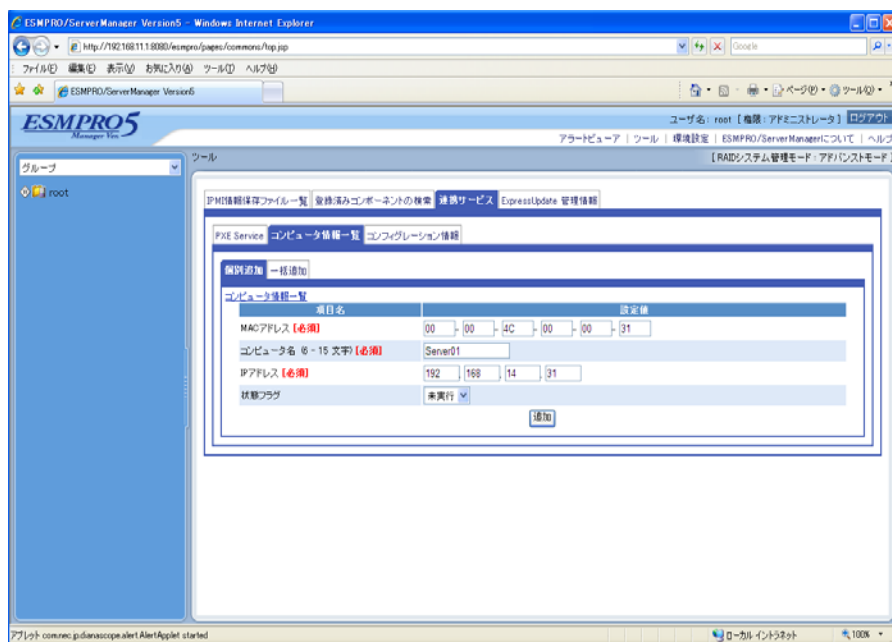 ESMPRO/ServerManager Version5 - Windows Internet Explorer
http://192.168.11.1:8080/esmpro/pages/commons/top.jsp
Google
ファイル(F) 編集(E) 表示(V) お気に入り(A) ツール(T) ヘルプ(H)
ESMPRO/ServerManager Version5
ページ(P) ツール(O)
ESMPRO5
Manager Ver.
ユーザ名: root [権限: アドミニストレータ] ログアウト
アラートビューア | ツール | 環境設定 | ESMPRO/ServerManagerについて | ヘルプ
グループ
ツール
[RAIDシステム管理モード: アドバンストモード]
root
IPMI情報保存ファイル一覧 登録済みコンポーネントの検索 連携サービス ExpressUpdate 管理情報
PXE Service コンピュータ情報一覧 コンフィグレーション情報
個別追加 一括追加
コンピュータ情報一覧
項目名 設定値
MACアドレス [必須] 00 - 00 - 4C - 00 - 00 - 31
コンピュータ名 (6 - 15 文字) [必須] Server01
IPアドレス [必須] 192 . 168 . 14 . 31
状態フラグ 未実行
追加
アプレット com.nec.jp.dianascope.alert.AlertApplet started
ローカル イントラネット
100%